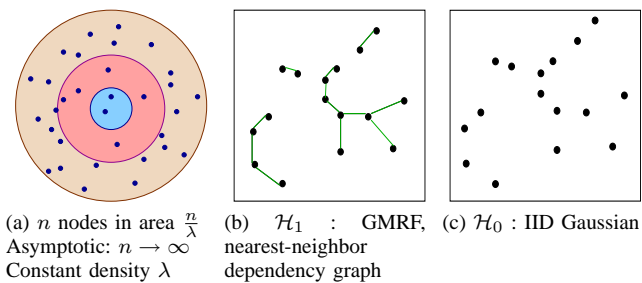 (a) n nodes in area n/λ
Asymptotic: n → ∞
Constant density λ
(b) ℋ₁ : GMRF,
nearest-neighbor
dependency graph
(c) ℋ₀ : IID Gaussian